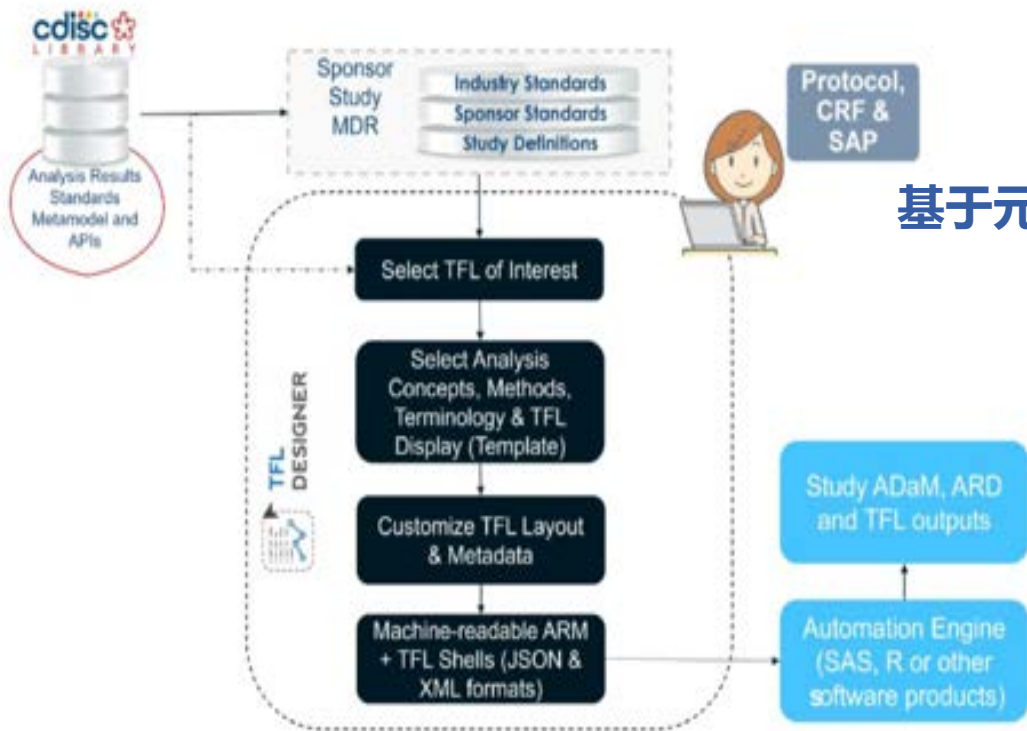 cdisc
LIBRARY
Analysis Results
Standards
Metamodel and
APIs
Sponsor
Study
MDR
Industry Standards
Sponsor Standards
Study Definitions
Protocol,
CRF &
SAP
基于元
Select TFL of Interest
Select Analysis
Concepts, Methods,
Terminology & TFL
Display (Template)
TFL
DESIGNER
Customize TFL Layout
& Metadata
Machine-readable ARM
+ TFL Shells (JSON &
XML formats)
Study ADaM, ARD
and TFL outputs
Automation Engine
(SAS, R or other
software products)